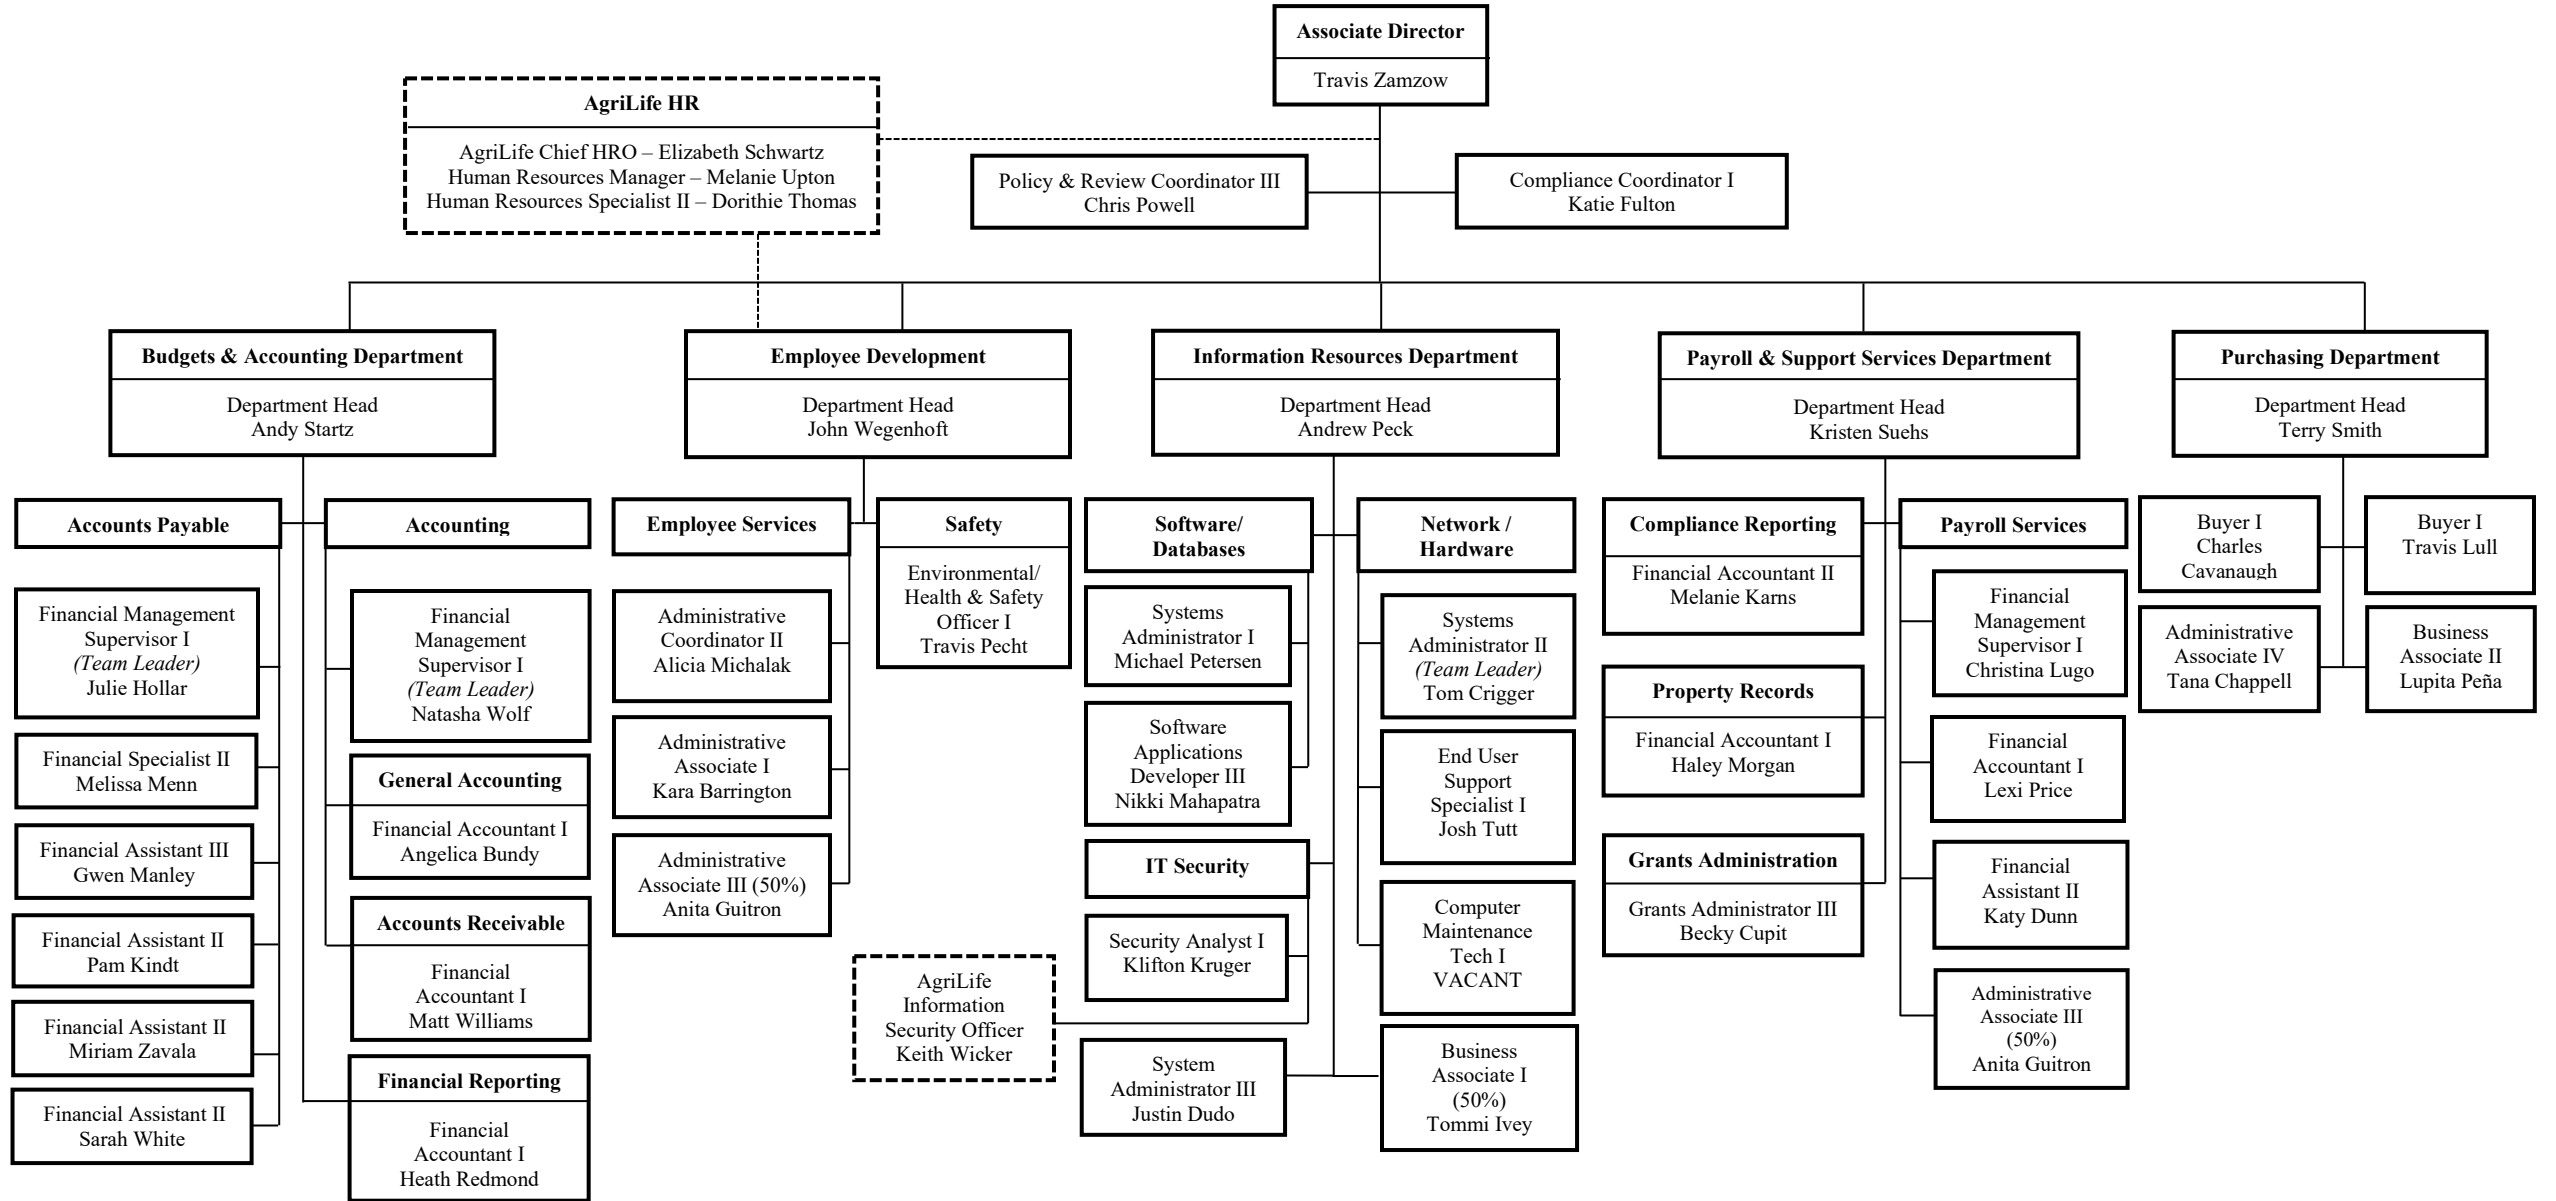 Associate Director
Travis Zamzow
AgriLife HR
AgriLife Chief HRO – Elizabeth Schwartz
Human Resources Manager – Melanie Upton
Human Resources Specialist II – Dorithie Thomas
Policy & Review Coordinator III
Chris Powell
Compliance Coordinator I
Katie Fulton
Budgets & Accounting Department
Department Head
Andy Startz
Employee Development
Department Head
John Wegenhoft
Information Resources Department
Department Head
Andrew Peck
Payroll & Support Services Department
Department Head
Kristen Suehs
Purchasing Department
Department Head
Terry Smith
Accounts Payable
Financial Management
Supervisor I
(Team Leader)
Julie Hollar
Financial Specialist II
Melissa Menn
Financial Assistant III
Gwen Manley
Financial Assistant II
Pam Kindt
Financial Assistant II
Miriam Zavala
Financial Assistant II
Sarah White
Accounting
Financial
Management
Supervisor I
(Team Leader)
Natasha Wolf
General Accounting
Financial Accountant I
Angelica Bundy
Accounts Receivable
Financial
Accountant I
Matt Williams
Financial Reporting
Financial
Accountant I
Heath Redmond
Employee Services
Administrative
Coordinator II
Alicia Michalak
Administrative
Associate I
Kara Barrington
Administrative
Associate III (50%)
Anita Guitron
Safety
Environmental/
Health & Safety
Officer I
Travis Pecht
Software/
Databases
Systems
Administrator I
Michael Petersen
Software
Applications
Developer III
Nikki Mahapatra
IT Security
Security Analyst I
Klifton Kruger
AgriLife
Information
Security Officer
Keith Wicker
System
Administrator III
Justin Dudo
Network /
Hardware
Systems
Administrator II
(Team Leader)
Tom Crigger
End User
Support
Specialist I
Josh Tutt
Computer
Maintenance
Tech I
VACANT
Business
Associate I
(50%)
Tommi Ivey
Compliance Reporting
Financial Accountant II
Melanie Karns
Property Records
Financial Accountant I
Haley Morgan
Grants Administration
Grants Administrator III
Becky Cupit
Payroll Services
Financial
Management
Supervisor I
Christina Lugo
Financial
Accountant I
Lexi Price
Financial
Assistant II
Katy Dunn
Administrative
Associate III
(50%)
Anita Guitron
Buyer I
Charles
Cavanaugh
Buyer I
Travis Lull
Administrative
Associate IV
Tana Chappell
Business
Associate II
Lupita Peña